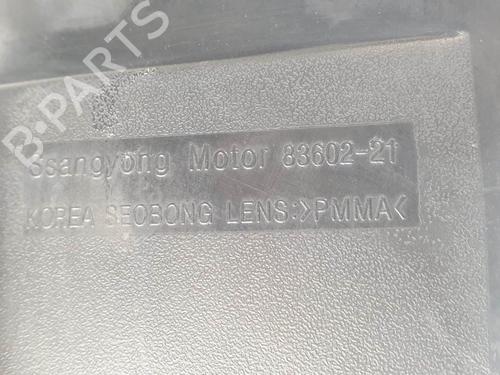 B-PARTS
Ssangyong Motor 83602-21
KOREA SEOBONG LENS:>PMMA<